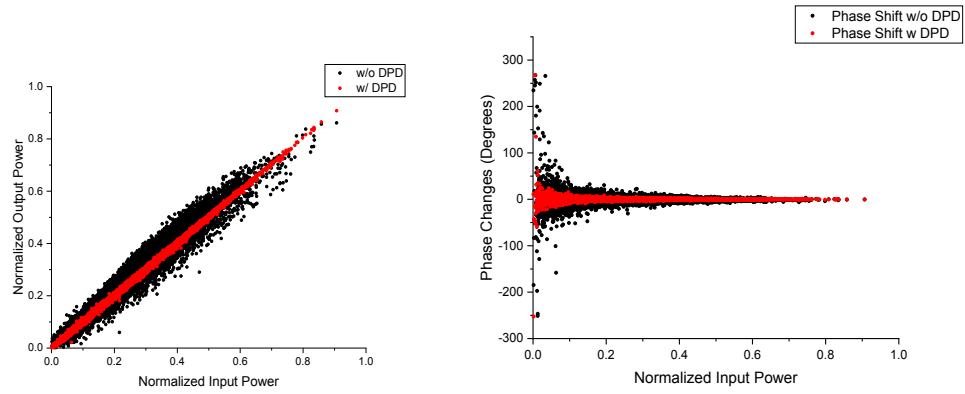 w/o DPD
w/ DPD
1.0
0.8
0.6
0.4
0.2
0.0
Normalized Output Power
0.0 0.2 0.4 0.6 0.8 1.0
Normalized Input Power
Phase Shift w/o DPD
Phase Shift w DPD
300
200
100
0
-100
-200
-300
Phase Changes (Degrees)
0.0 0.2 0.4 0.6 0.8 1.0
Normalized Input Power